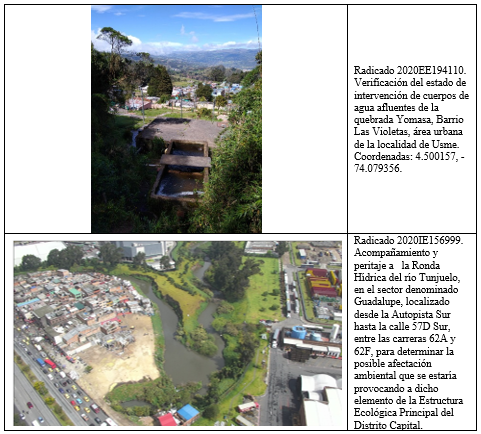 Radicado 2020EE194110.
Verificación del estado de
intervención de cuerpos de
agua afluentes de la
quebrada Yomasa, Barrio
Las Violetas, área urbana
de la localidad de Usme.
Coordenadas: 4.500157, -
74.079356.
Radicado 2020IE156999.
Acompañamiento y
peritaje a la Ronda
Hídrica del río Tunjuelo,
en el sector denominado
Guadalupe, localizado
desde la Autopista Sur
hasta la calle 57D Sur,
entre las carreras 62A y
62F, para determinar la
posible afectación
ambiental que se estaría
provocando a dicho
elemento de la Estructura
Ecológica Principal del
Distrito Capital.